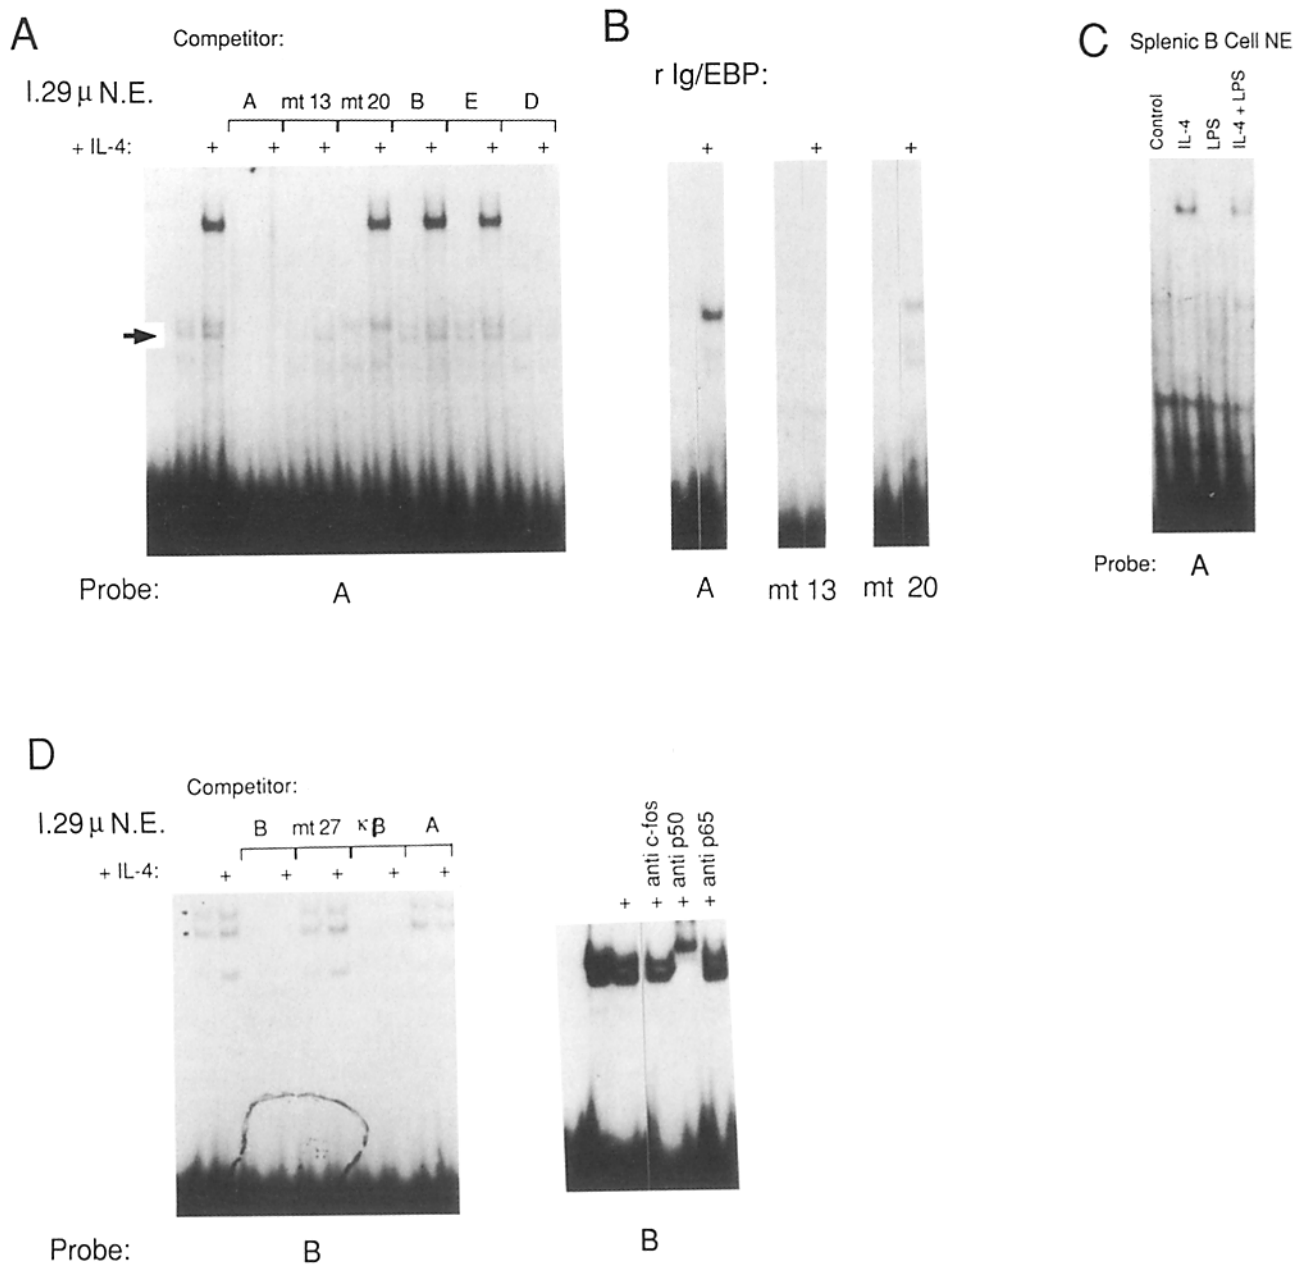 A
Competitor:
I.29 μ N.E.
A mt 13 mt 20 B E D
+ IL-4: + + + + + + +
Probe: A
B
r Ig/EBP:
+ + +
A mt 13 mt 20
C Splenic B Cell NE
Control IL-4 LPS IL-4 + LPS
Probe: A
D
Competitor:
I.29 μ N.E.
B mt 27 κβ A
+ IL-4: + + + + +
Probe: B
anti c-fos anti p50 anti p65
+ + + +
B